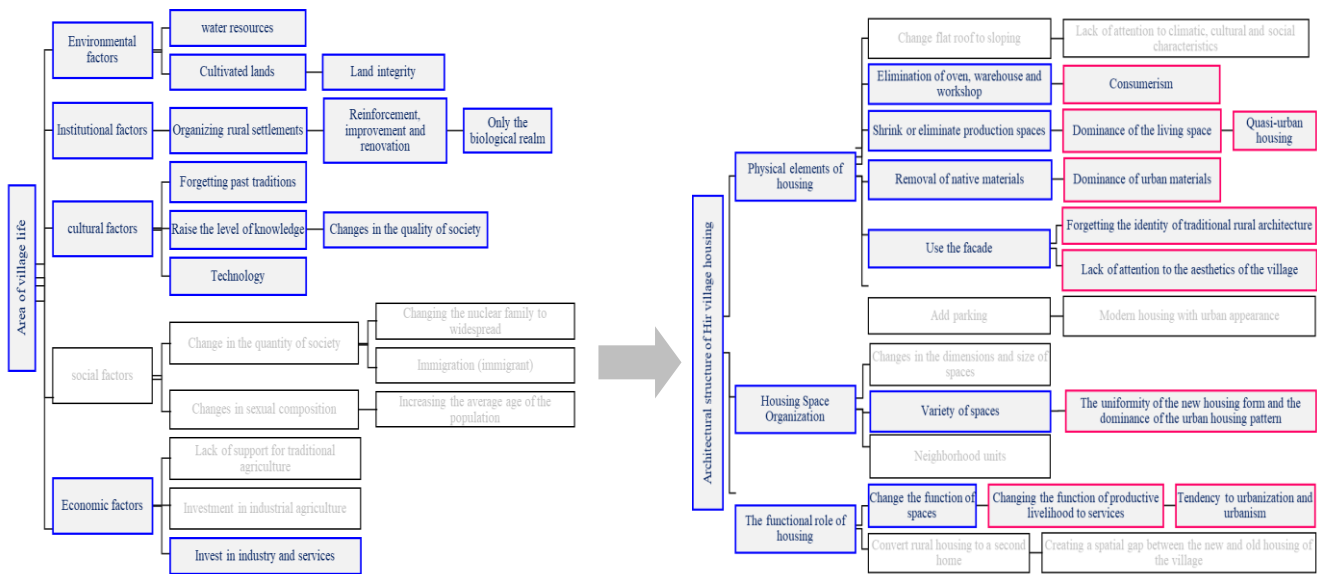 Area of village life
Environmental
factors
water resources
Cultivated lands
Land integrity
Institutional factors
Organizing rural settlements
Reinforcement,
improvement and
renovation
Only the
biological realm
cultural factors
Forgetting past traditions
Raise the level of knowledge
Changes in the quality of society
Technology
social factors
Change in the quantity of society
Changing the nuclear family to
widespread
Immigration (immigrant)
Changes in sexual composition
Increasing the average age of the
population
Economic factors
Lack of support for traditional
agriculture
Investment in industrial agriculture
Invest in industry and services
Architectural structure of Hir village housing
Physical elements of
housing
Change flat roof to sloping
Lack of attention to climatic, cultural and social
characteristics
Elimination of oven, warehouse and
workshop
Consumerism
Shrink or eliminate production spaces
Dominance of the living space
Quasi-urban
housing
Removal of native materials
Dominance of urban materials
Use the facade
Forgetting the identity of traditional rural architecture
Lack of attention to the aesthetics of the village
Add parking
Modern housing with urban appearance
Housing Space
Organization
Changes in the dimensions and size of
spaces
Variety of spaces
The uniformity of the new housing form and the
dominance of the urban housing pattern
Neighborhood units
The functional role of
housing
Change the function of
spaces
Changing the function of productive
livelihood to services
Tendency to urbanization and
urbanism
Convert rural housing to a second
home
Creating a spatial gap between the new and old housing of
the village